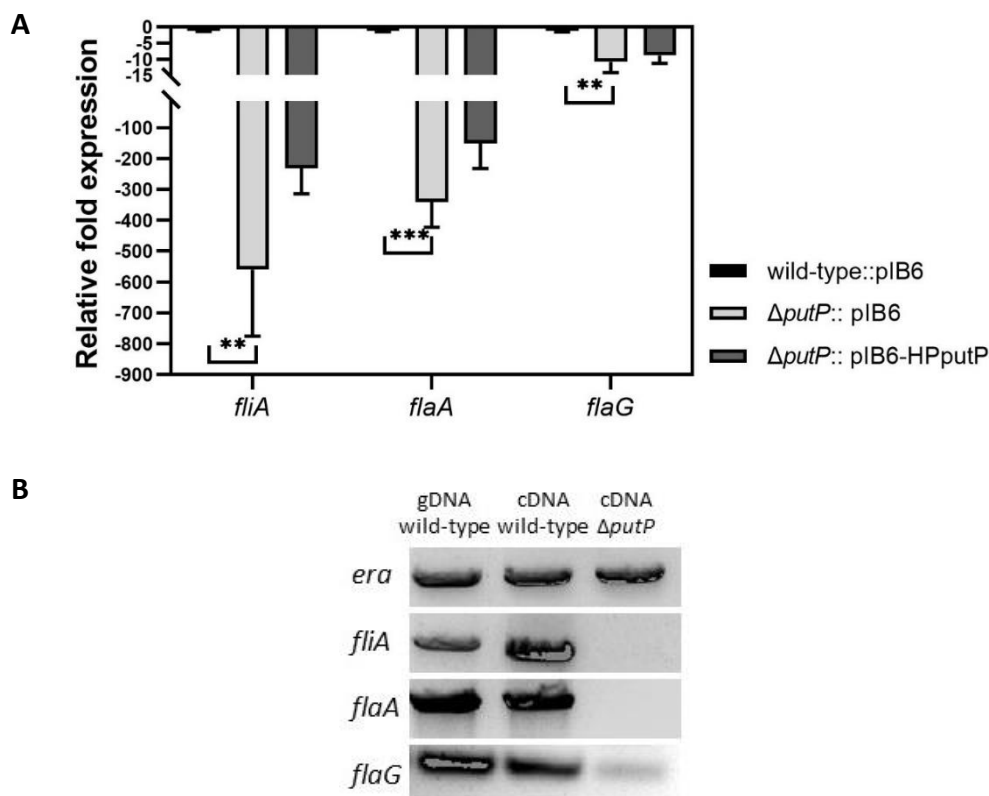 A
Relative fold expression
0
-5
-10
-15
-100
-200
-300
-400
-500
-600
-700
-800
-900
**
***
**
fliA
flaA
flaG
wild-type::pIB6
ΔputP:: pIB6
ΔputP:: pIB6-HPputP
B
gDNA wild-type
cDNA wild-type
cDNA ΔputP
era
fliA
flaA
flaG